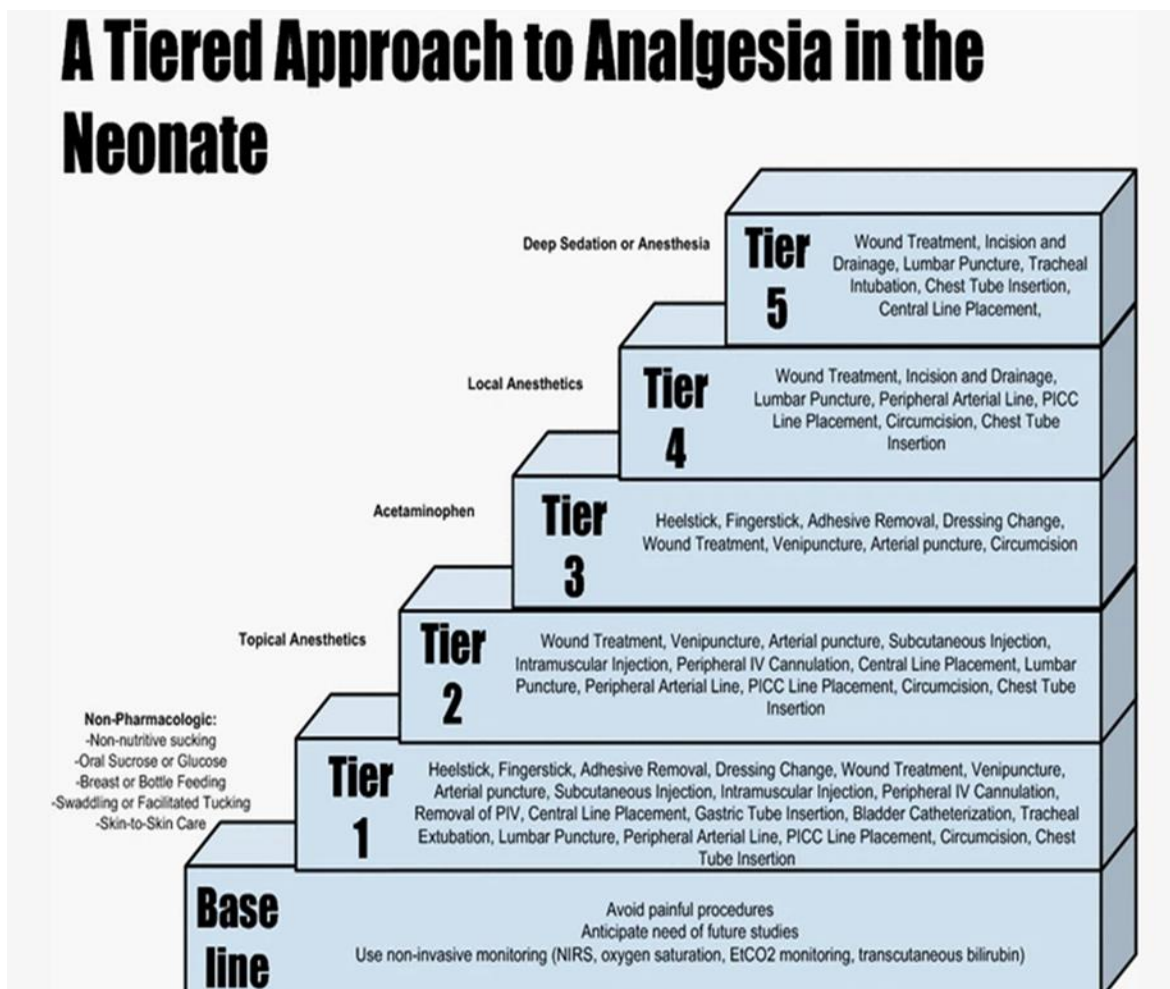 A Tiered Approach to Analgesia in the
Neonate
Deep Sedation or Anesthesia
Tier
5
Wound Treatment, Incision and
Drainage, Lumbar Puncture, Tracheal
Intubation, Chest Tube Insertion,
Central Line Placement,
Local Anesthetics
Tier
4
Wound Treatment, Incision and Drainage,
Lumbar Puncture, Peripheral Arterial Line, PICC
Line Placement, Circumcision, Chest Tube
Insertion
Acetaminophen
Tier
3
Heelstick, Fingerstick, Adhesive Removal, Dressing Change,
Wound Treatment, Venipuncture, Arterial puncture, Circumcision
Topical Anesthetics
Tier
2
Wound Treatment, Venipuncture, Arterial puncture, Subcutaneous Injection,
Intramuscular Injection, Peripheral IV Cannulation, Central Line Placement, Lumbar
Puncture, Peripheral Arterial Line, PICC Line Placement, Circumcision, Chest Tube
Insertion
Non-Pharmacologic:
-Non-nutritive sucking
-Oral Sucrose or Glucose
-Breast or Bottle Feeding
-Swaddling or Facilitated Tucking
-Skin-to-Skin Care
Tier
1
Heelstick, Fingerstick, Adhesive Removal, Dressing Change, Wound Treatment, Venipuncture,
Arterial puncture, Subcutaneous Injection, Intramuscular Injection, Peripheral IV Cannulation,
Removal of PIV, Central Line Placement, Gastric Tube Insertion, Bladder Catheterization, Tracheal
Extubation, Lumbar Puncture, Peripheral Arterial Line, PICC Line Placement, Circumcision, Chest
Tube Insertion
Base
line
Avoid painful procedures
Anticipate need of future studies
Use non-invasive monitoring (NIRS, oxygen saturation, EtCO2 monitoring, transcutaneous bilirubin)